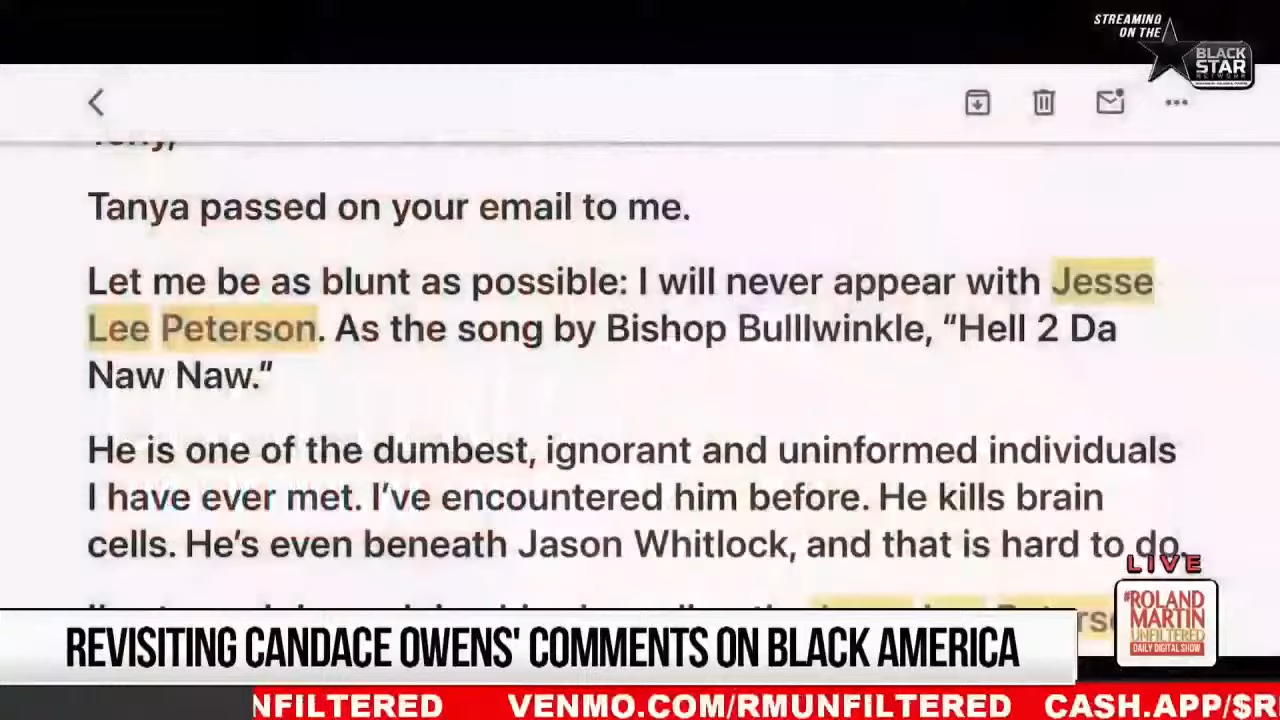 STREAMING
ON THE
BLACK
STAR
NETWORK
Tanya passed on your email to me.
Let me be as blunt as possible: I will never appear with Jesse
Lee Peterson. As the song by Bishop Bulllwinkle, “Hell 2 Da
Naw Naw.”
He is one of the dumbest, ignorant and uninformed individuals
I have ever met. I’ve encountered him before. He kills brain
cells. He’s even beneath Jason Whitlock, and that is hard to do.
LIVE
#ROLAND
MARTIN
UNFILTERED
DAILY DIGITAL SHOW
REVISITING CANDACE OWENS' COMMENTS ON BLACK AMERICA
NFILTERED VENMO.COM/RMUNFILTERED CASH.APP/$R